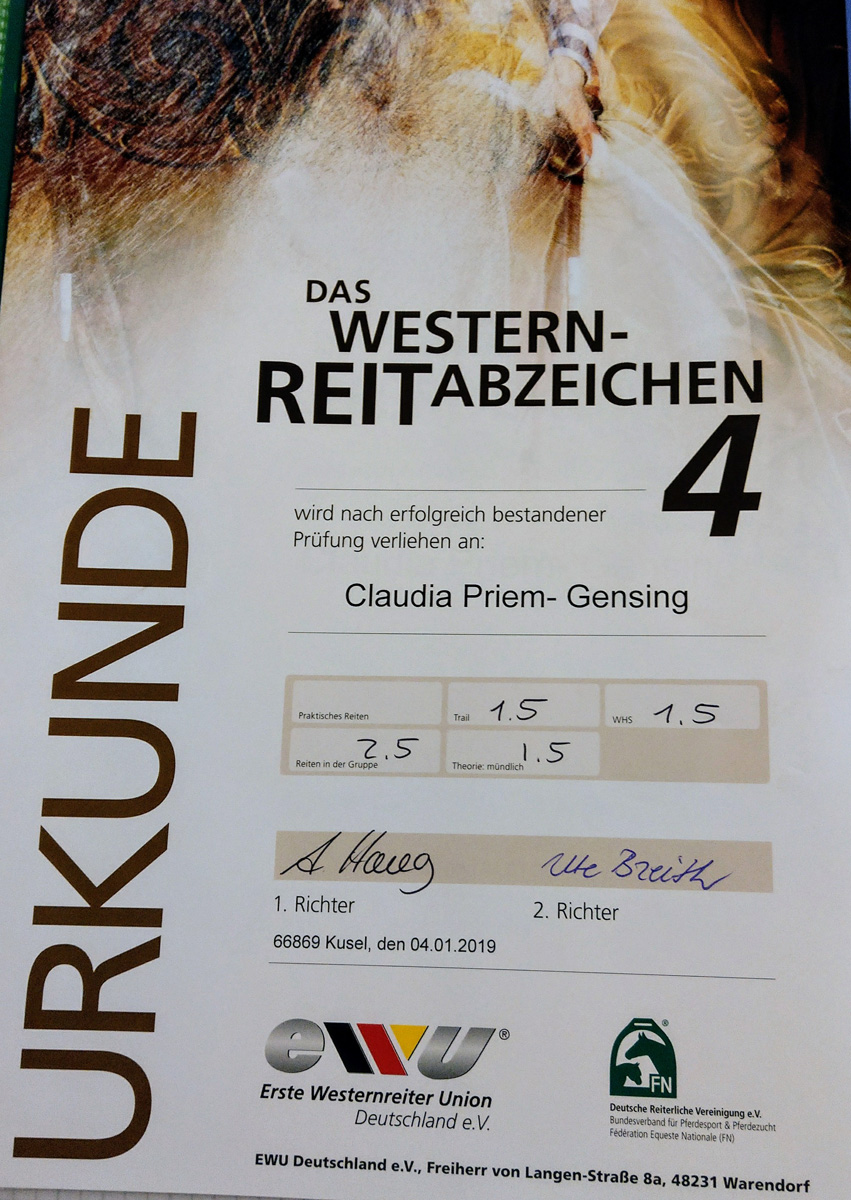 URKUNDE
DAS
WESTERN-
REITABZEICHEN
4
wird nach erfolgreich bestandener
Prüfung verliehen an:
Claudia Priem- Gensing
Praktisches Reiten
Trail 1.5
WHS 1.5
Reiten in der Gruppe 2.5
Theorie: mündlich 1.5
Ute
1. Richter
2. Richter
66869 Kusel, den 04.01.2019
ewu®
Erste Westernreiter Union
Deutschland e.V.
®
FN
Deutsche Reiterliche Vereinigung e.V.
Bundesverband für Pferdesport & Pferdezucht
Fédération Equeste Nationale (FN)
EWU Deutschland e.V., Freiherr von Langen-Straße 8a, 48231 Warendorf